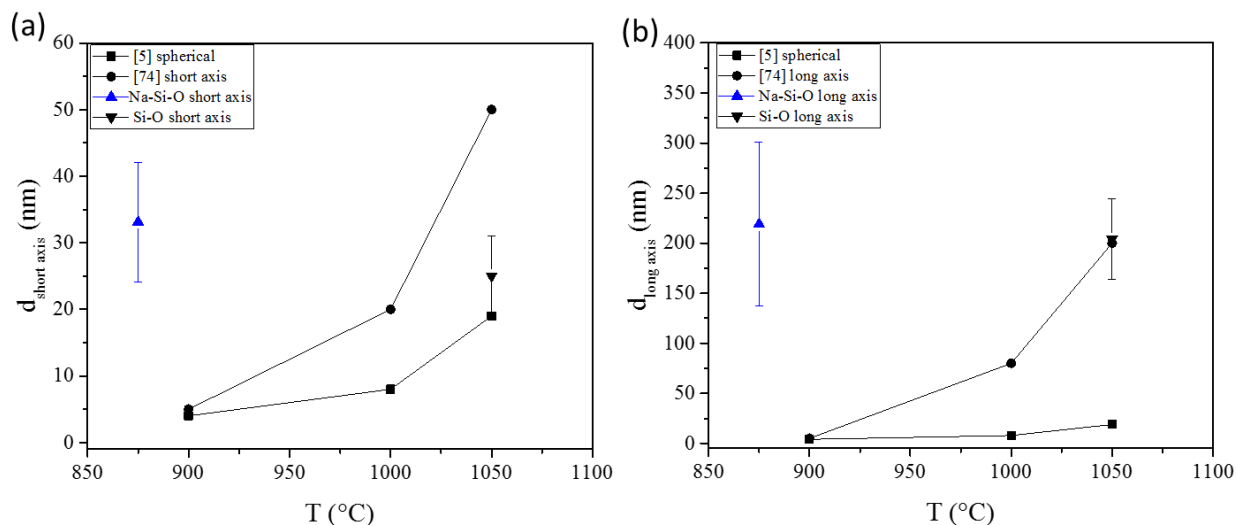 (a)
60
50
40
30
20
10
0
850 900 950 1000 1050 1100
T (°C)
d short axis (nm)
[5] spherical
[74] short axis
Na-Si-O short axis
Si-O short axis
(b)
400
350
300
250
200
150
100
50
0
850 900 950 1000 1050 1100
T (°C)
d long axis (nm)
[5] spherical
[74] long axis
Na-Si-O long axis
Si-O long axis